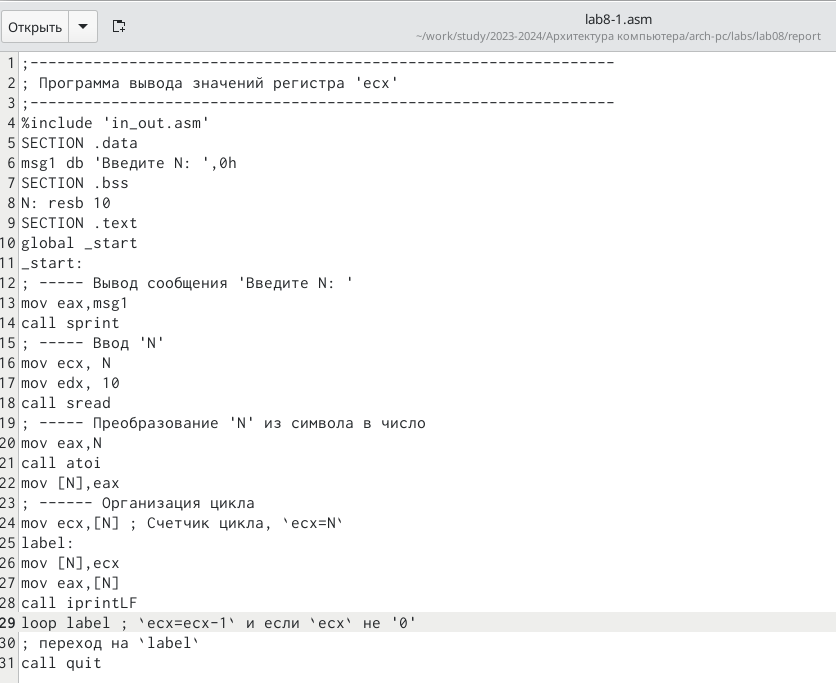 Открыть
lab8-1.asm
~/work/study/2023-2024/Архитектура компьютера/arch-pc/labs/lab08/report
1 ;-----------------------------------------------------------------
2 ; Программа вывода значений регистра 'ecx'
3 ;-----------------------------------------------------------------
4 %include 'in_out.asm'
5 SECTION .data
6 msg1 db 'Введите N: ',0h
7 SECTION .bss
8 N: resb 10
9 SECTION .text
10 global _start
11 _start:
12 ; ----- Вывод сообщения 'Введите N: '
13 mov eax,msg1
14 call sprint
15 ; ----- Ввод 'N'
16 mov ecx, N
17 mov edx, 10
18 call sread
19 ; ----- Преобразование 'N' из символа в число
20 mov eax,N
21 call atoi
22 mov [N],eax
23 ; ------ Организация цикла
24 mov ecx,[N] ; Счетчик цикла, `ecx=N`
25 label:
26 mov [N],ecx
27 mov eax,[N]
28 call iprintLF
29 loop label ; `ecx=ecx-1` и если `ecx` не '0'
30 ; переход на `label`
31 call quit